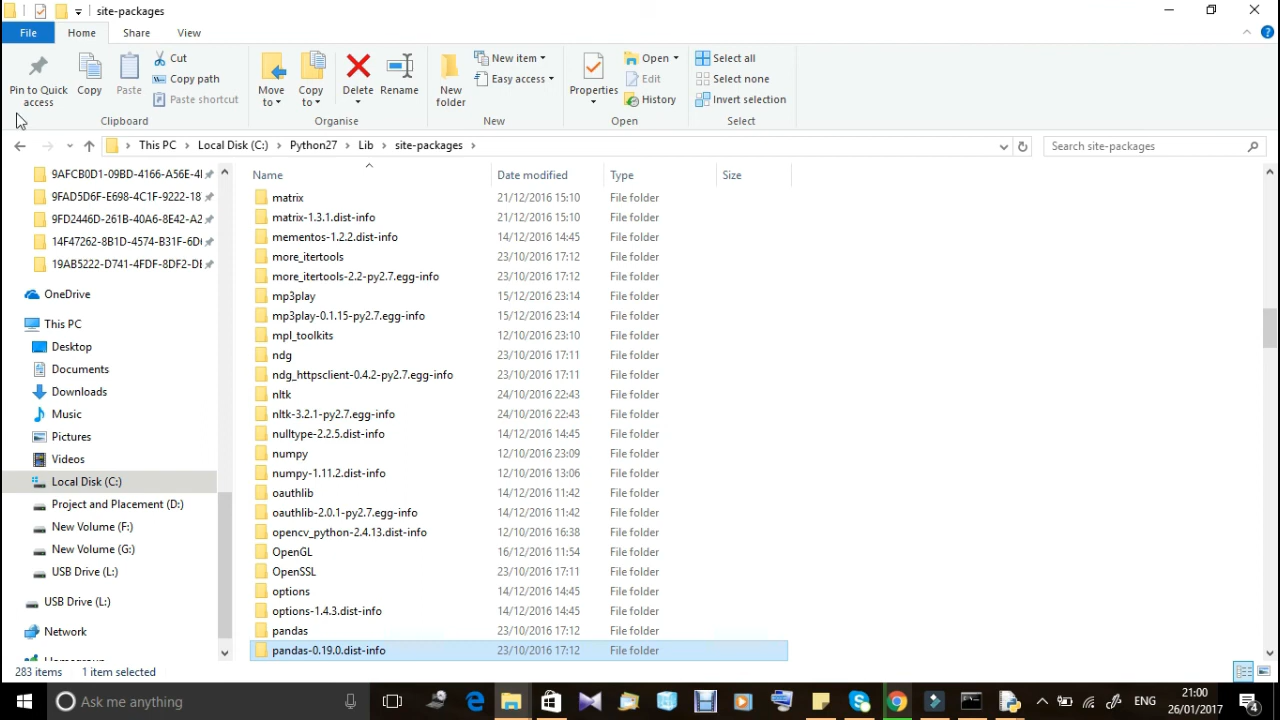 site-packages
File
Home
Share
View
Pin to Quick access
Copy
Paste
Cut
Copy path
Paste shortcut
Clipboard
Move to
Copy to
Delete
Rename
Organise
New folder
New item
Easy access
New
Properties
Open
Edit
History
Open
Select all
Select none
Invert selection
Select
This PC > Local Disk (C:) > Python27 > Lib > site-packages >
Search site-packages
9AFCB0D1-09BD-4166-A56E-4
9FAD5D6F-E698-4C1F-9222-18
9FD2446D-261B-40A6-8E42-A2
14F47262-8B1D-4574-B31F-6D
19AB5222-D741-4FDF-8DF2-DE
OneDrive
This PC
Desktop
Documents
Downloads
Music
Pictures
Videos
Local Disk (C:)
Project and Placement (D:)
New Volume (F:)
New Volume (G:)
USB Drive (L:)
USB Drive (L:)
Network
Name Date modified Type Size
matrix 21/12/2016 15:10 File folder
matrix-1.3.1.dist-info 21/12/2016 15:10 File folder
mementos-1.2.2.dist-info 14/12/2016 14:45 File folder
more_itertools 23/10/2016 17:12 File folder
more_itertools-2.2-py2.7.egg-info 23/10/2016 17:12 File folder
mp3play 15/12/2016 23:14 File folder
mp3play-0.1.15-py2.7.egg-info 15/12/2016 23:14 File folder
mpl_toolkits 12/10/2016 23:10 File folder
ndg 23/10/2016 17:11 File folder
ndg_httpsclient-0.4.2-py2.7.egg-info 23/10/2016 17:11 File folder
nltk 24/10/2016 22:43 File folder
nltk-3.2.1-py2.7.egg-info 24/10/2016 22:43 File folder
nulltype-2.2.5.dist-info 14/12/2016 14:45 File folder
numpy 12/10/2016 23:09 File folder
numpy-1.11.2.dist-info 12/10/2016 13:06 File folder
oauthlib 14/12/2016 11:42 File folder
oauthlib-2.0.1-py2.7.egg-info 14/12/2016 11:42 File folder
opencv_python-2.4.13.dist-info 12/10/2016 16:38 File folder
OpenGL 16/12/2016 11:54 File folder
OpenSSL 23/10/2016 17:11 File folder
options 14/12/2016 14:45 File folder
options-1.4.3.dist-info 14/12/2016 14:45 File folder
pandas 23/10/2016 17:12 File folder
pandas-0.19.0.dist-info 23/10/2016 17:12 File folder
283 items 1 item selected
Ask me anything
ENG
21:00
26/01/2017
4